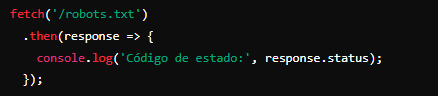 fetch('/robots.txt')
  .then(response => {
    console.log('Código de estado:', response.status);
  });